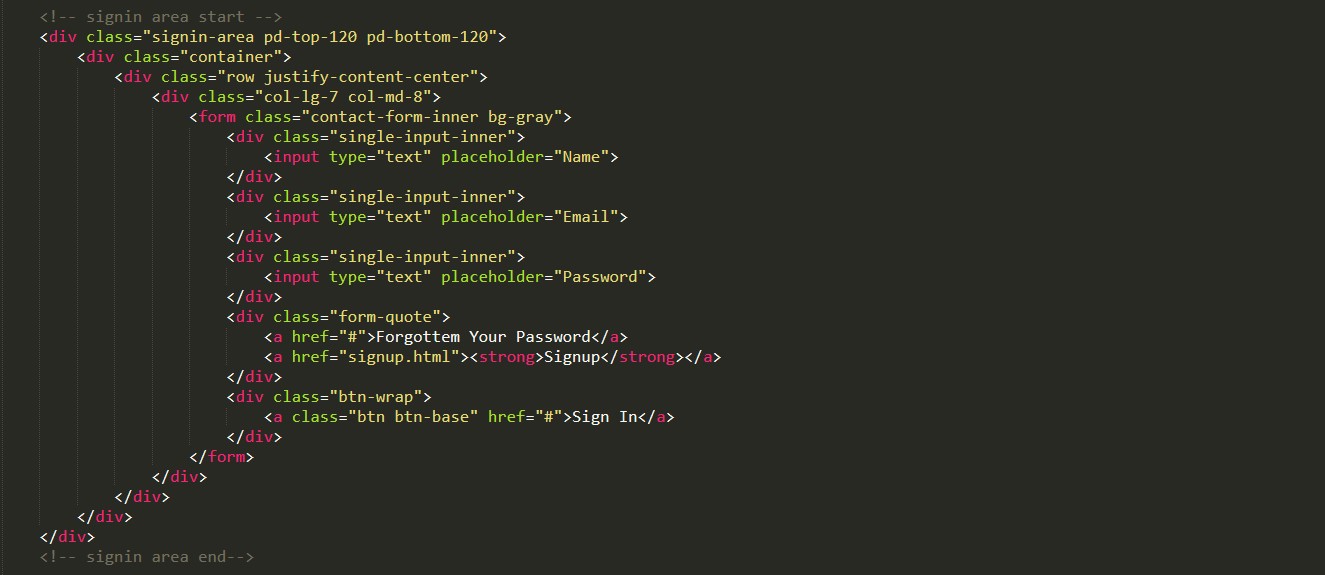 <!-- signin area start -->
<div class="signin-area pd-top-120 pd-bottom-120">
<div class="container">
<div class="row justify-content-center">
<div class="col-lg-7 col-md-8">
<form class="contact-form-inner bg-gray">
<div class="single-input-inner">
<input type="text" placeholder="Name">
</div>
<div class="single-input-inner">
<input type="text" placeholder="Email">
</div>
<div class="single-input-inner">
<input type="text" placeholder="Password">
</div>
<div class="form-quote">
<a href="#">Forgottem Your Password</a>
<a href="signup.html"><strong>Signup</strong></a>
</div>
<div class="btn-wrap">
<a class="btn btn-base" href="#">Sign In</a>
</div>
</form>
</div>
</div>
</div>
</div>
<!-- signin area end-->